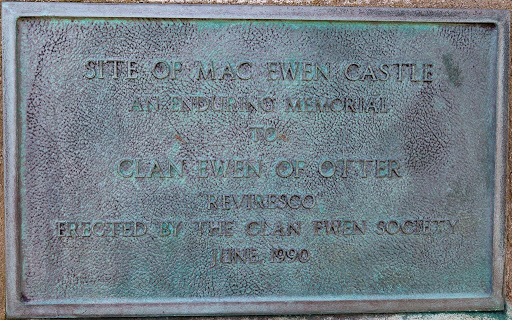 SITE OF MAC EWEN CASTLE
AN ENDURING MEMORIAL
TO
CLAN EWEN OF OTTER
"REVIRESCO"
ERECTED BY THE CLAN EWEN SOCIETY
JUNE, 1990